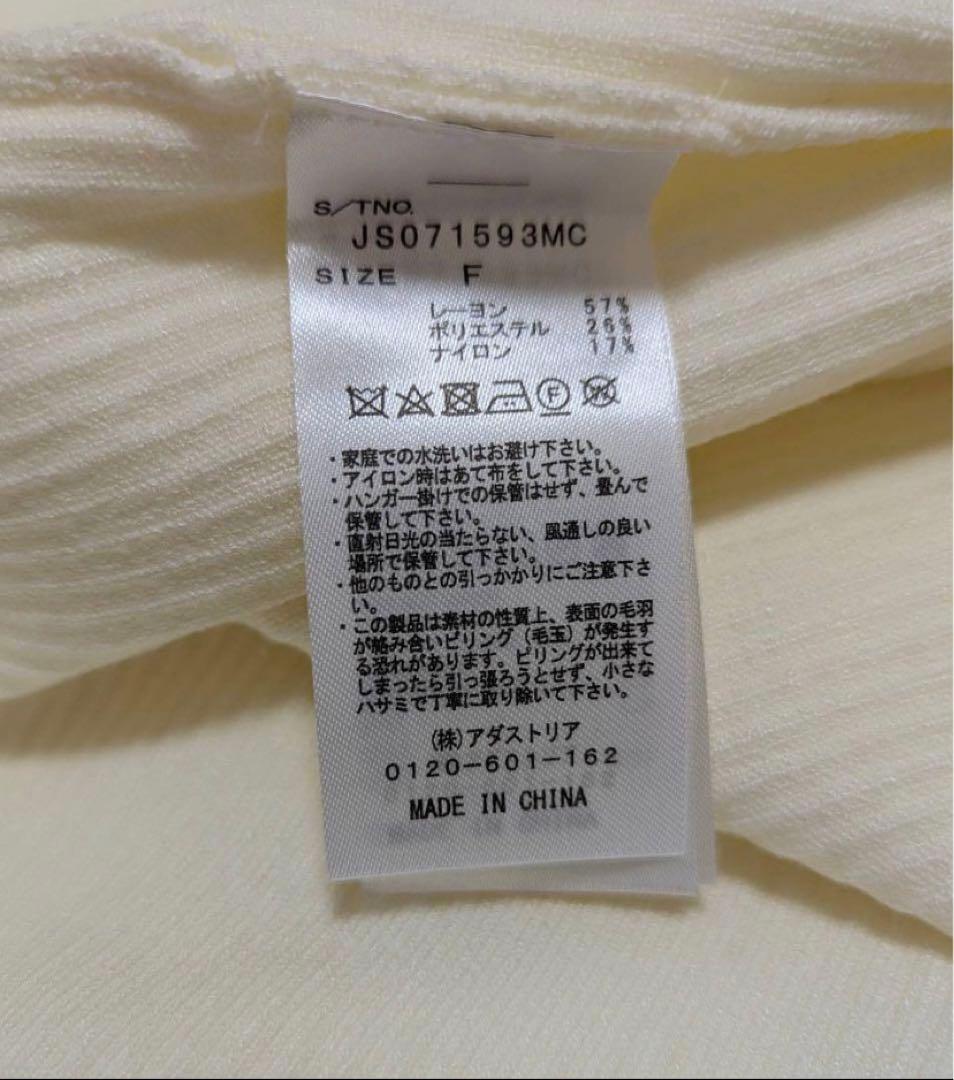 S/TNO.
JS071593MC
SIZE F
レーヨン 57%
ポリエステル 26%
ナイロン 17%
F
・家庭での水洗いはお避け下さい。
・アイロン時はあて布をして下さい。
・ハンガー掛けでの保管はせず、畳んで
保管して下さい。
・直射日光の当たらない、風通しの良い
場所で保管して下さい。
・他のものとの引っかかりにご注意下さ
い。
・この製品は素材の性質上、表面の毛羽
が絡み合いピリング（毛玉）が発生す
る恐れがあります。ピリングが出来て
しまったら引っ張ろうとせず、小さな
ハサミで丁寧に取り除いて下さい。
(株)アダストリア
0120-601-162
MADE IN CHINA